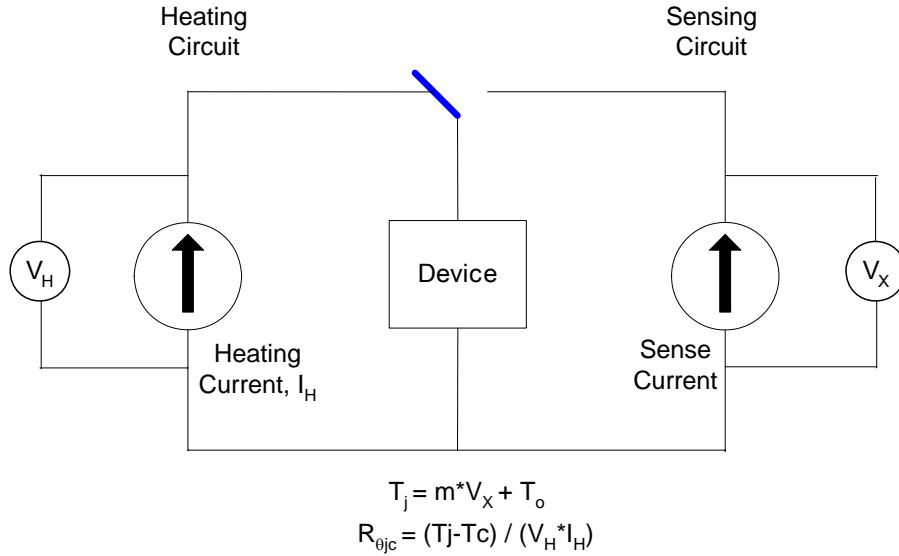 Heating
Circuit
Sensing
Circuit
V_H
Device
V_X
Heating
Current, I_H
Sense
Current
T_j = m*V_X + T_o
R_θjc = (Tj-Tc) / (V_H*I_H)